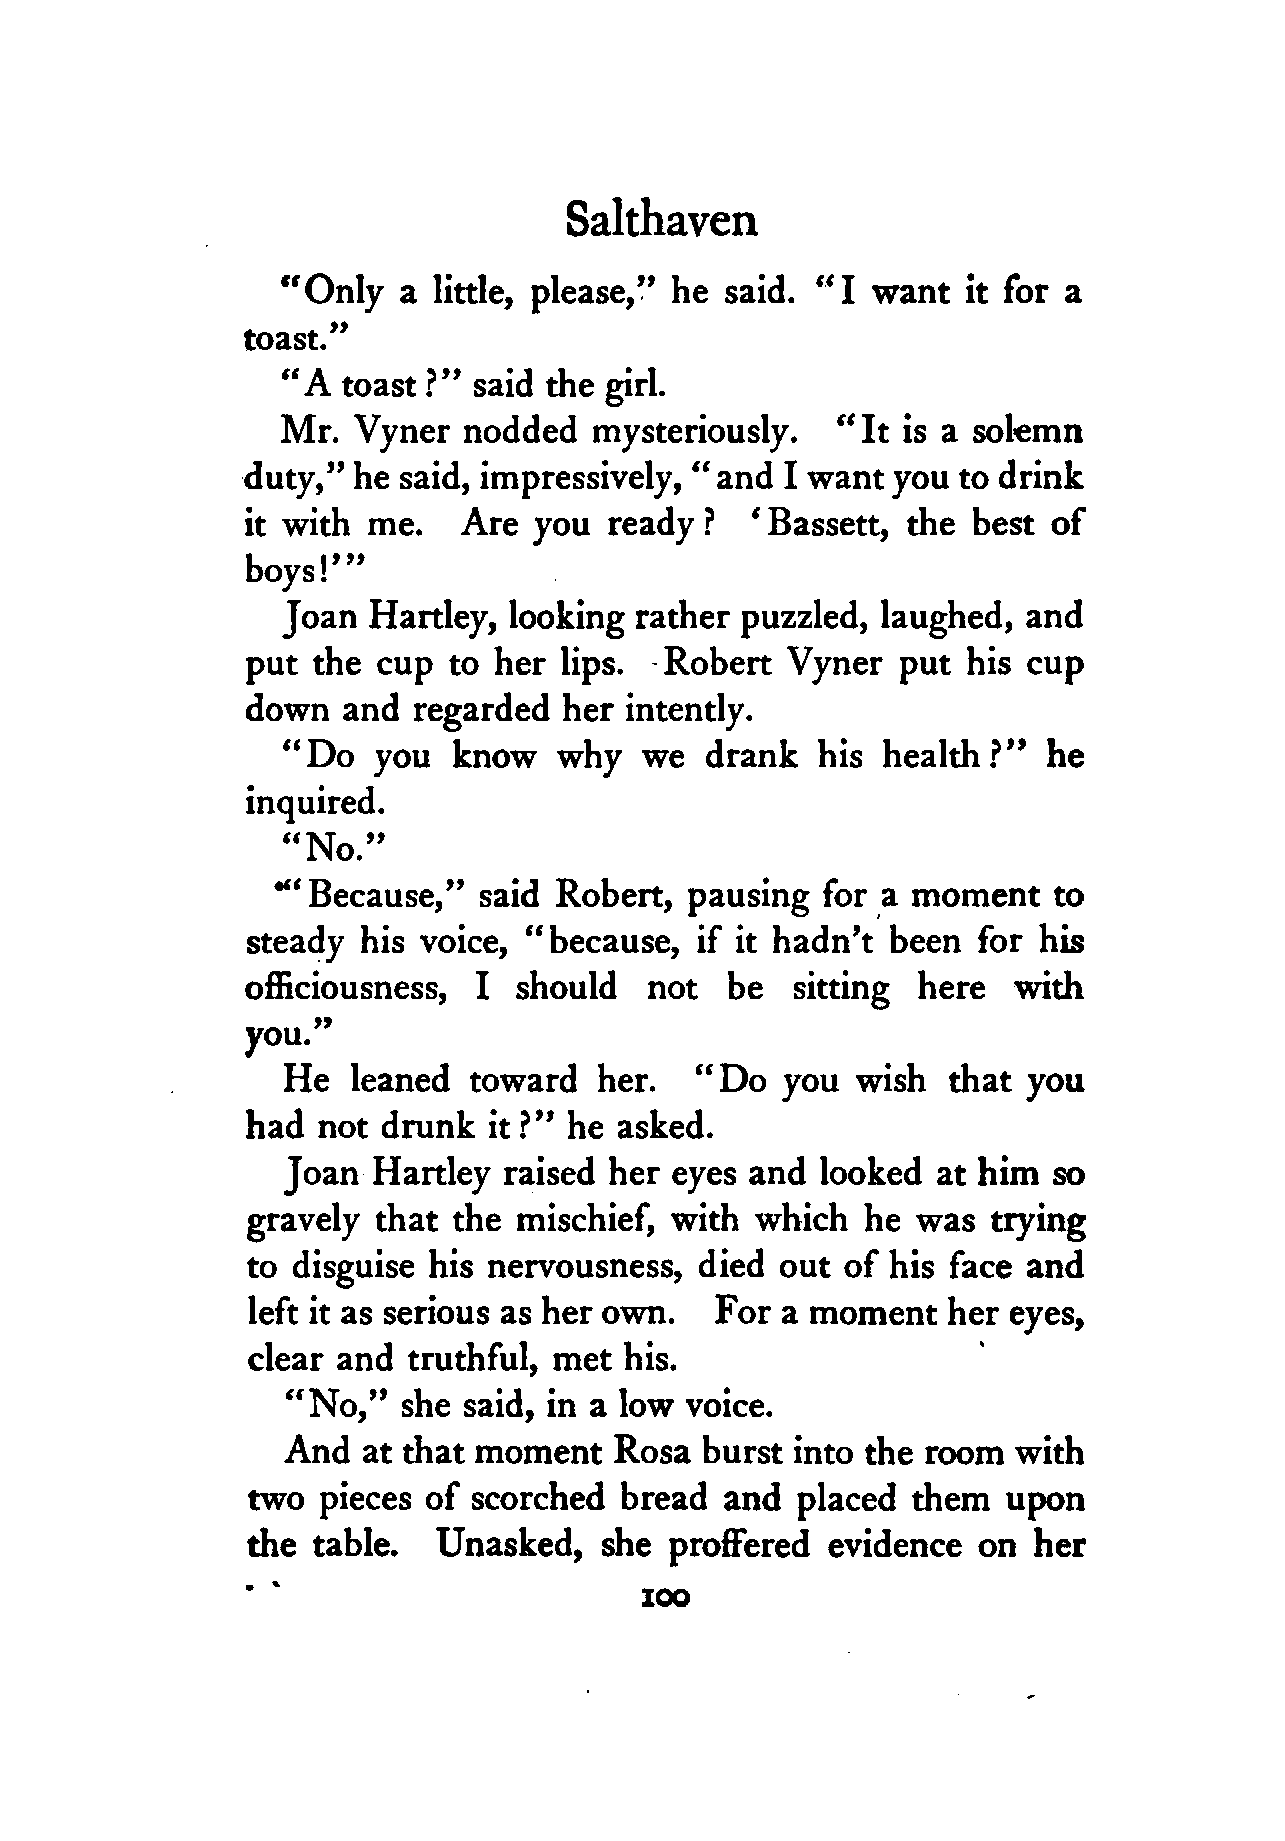 Salthaven
“Only a little, please,” he said. “I want it for a
toast.”
“A toast?” said the girl.
Mr. Vyner nodded mysteriously. “It is a solemn
duty,” he said, impressively, “and I want you to drink
it with me. Are you ready? ‘Bassett, the best of
boys!’”
Joan Hartley, looking rather puzzled, laughed, and
put the cup to her lips. Robert Vyner put his cup
down and regarded her intently.
“Do you know why we drank his health?” he
inquired.
“No.”
“Because,” said Robert, pausing for a moment to
steady his voice, “because, if it hadn’t been for his
officiousness, I should not be sitting here with
you.”
He leaned toward her. “Do you wish that you
had not drunk it?” he asked.
Joan Hartley raised her eyes and looked at him so
gravely that the mischief, with which he was trying
to disguise his nervousness, died out of his face and
left it as serious as her own. For a moment her eyes,
clear and truthful, met his.
“No,” she said, in a low voice.
And at that moment Rosa burst into the room with
two pieces of scorched bread and placed them upon
the table. Unasked, she proffered evidence on her
100